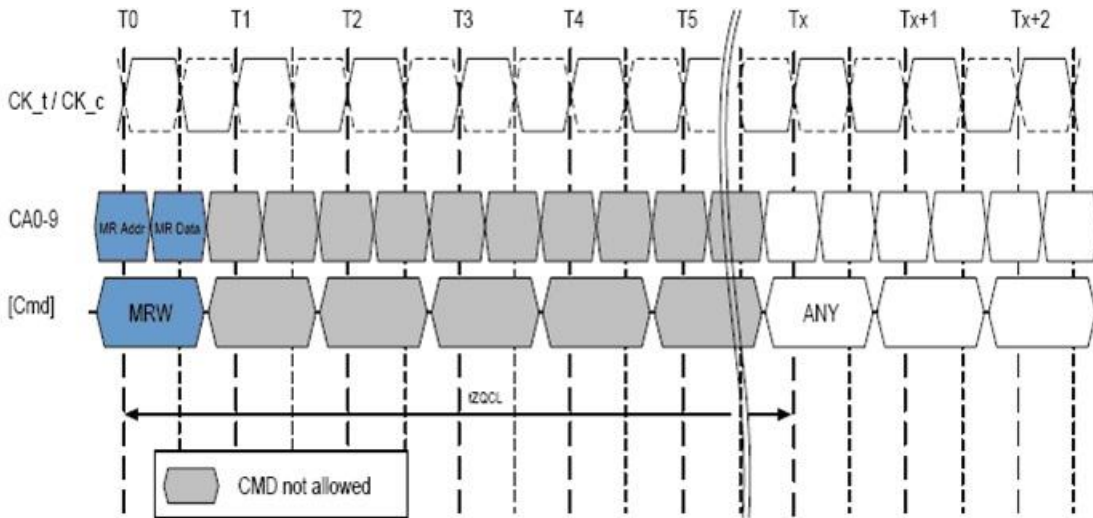 T0 T1 T2 T3 T4 T5 Tx Tx+1 Tx+2
CK_t / CK_c
CA0-9 MR Addr MR Data
[Cmd] MRW ANY
tZQCL
CMD not allowed